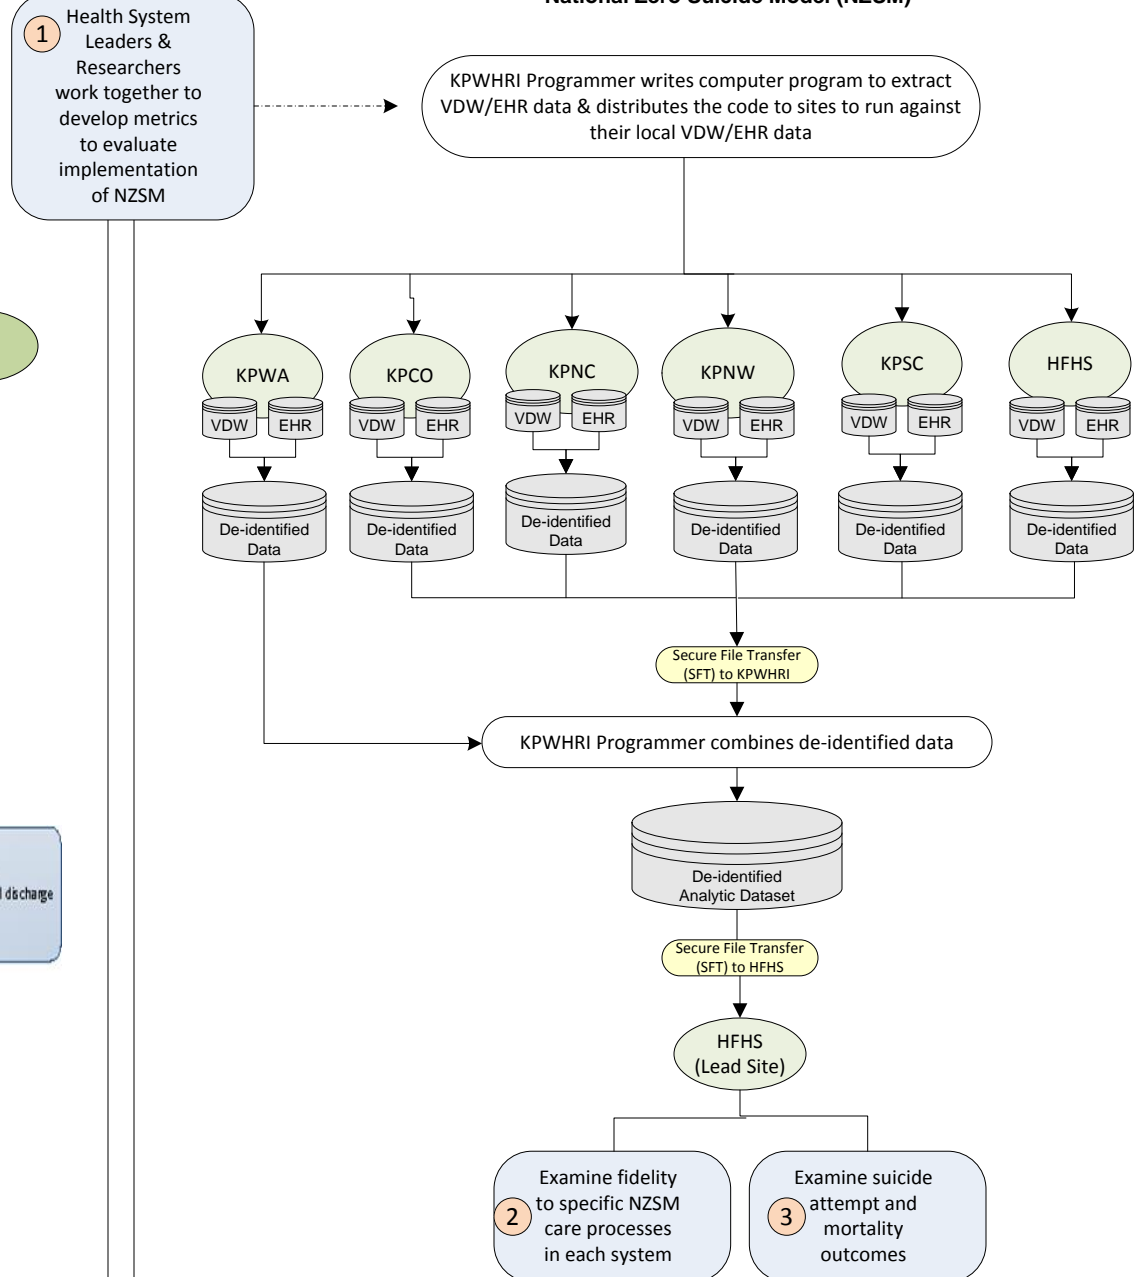 National Zero Suicide Model (NZSM)
1
Health System
Leaders &
Researchers
work together to
develop metrics
to evaluate
implementation
of NZSM
KPWHRI Programmer writes computer program to extract
VDW/EHR data & distributes the code to sites to run against
their local VDW/EHR data
KPWA
KPCO
KPNC
KPNW
KPSC
HFHS
VDW
EHR
VDW
EHR
VDW
EHR
VDW
EHR
VDW
EHR
VDW
EHR
De-identified
Data
De-identified
Data
De-identified
Data
De-identified
Data
De-identified
Data
De-identified
Data
Secure File Transfer
(SFT) to KPWHRI
KPWHRI Programmer combines de-identified data
De-identified
Analytic Dataset
discharge
Secure File Transfer
(SFT) to HFHS
HFHS
(Lead Site)
2
Examine fidelity
to specific NZSM
care processes
in each system
3
Examine suicide
attempt and
mortality
outcomes